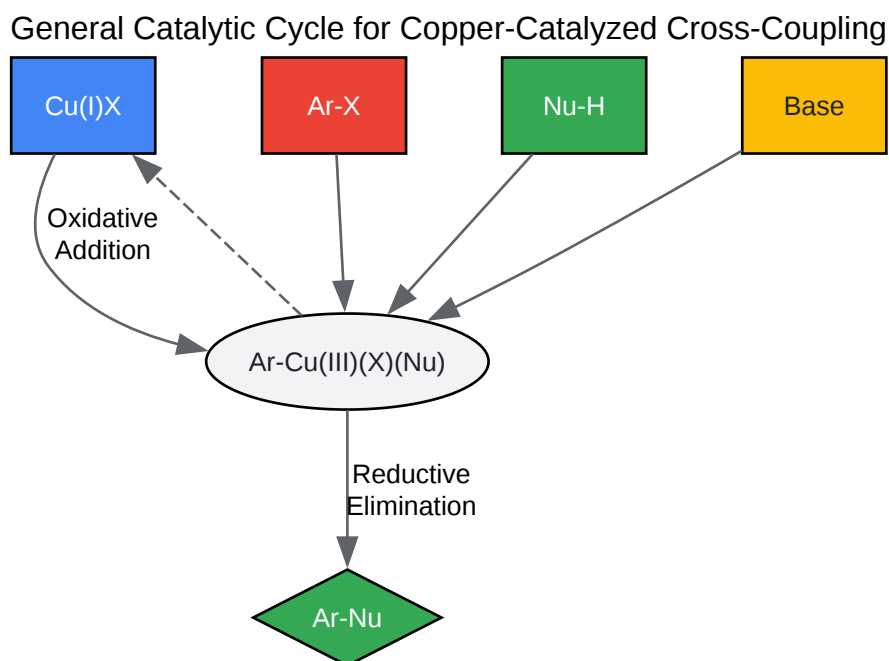 General Catalytic Cycle for Copper-Catalyzed Cross-Coupling
Cu(I)X
Ar-X
Nu-H
Base
Oxidative
Addition
Ar-Cu(III)(X)(Nu)
Reductive
Elimination
Ar-Nu